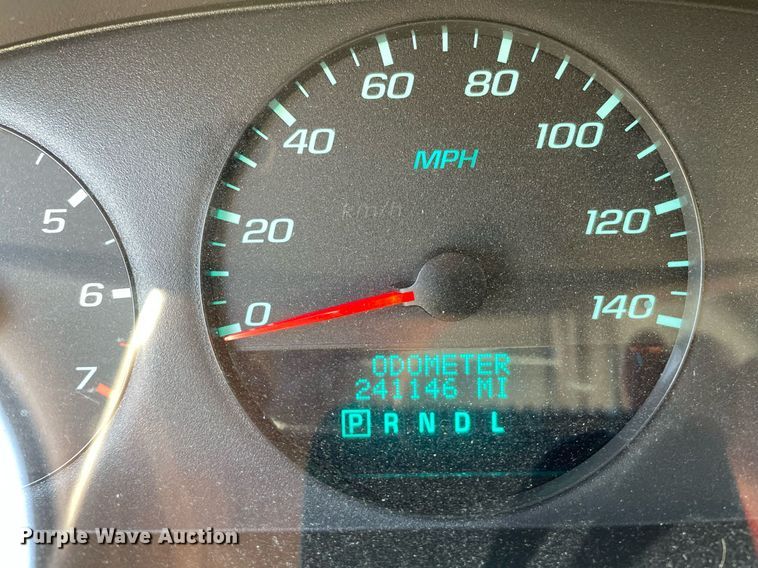 60
80
40
100
MPH
5
km/h
20
120
6
0
140
7
ODOMETER
241146 MI
P R N D L
Purple Wave Auction